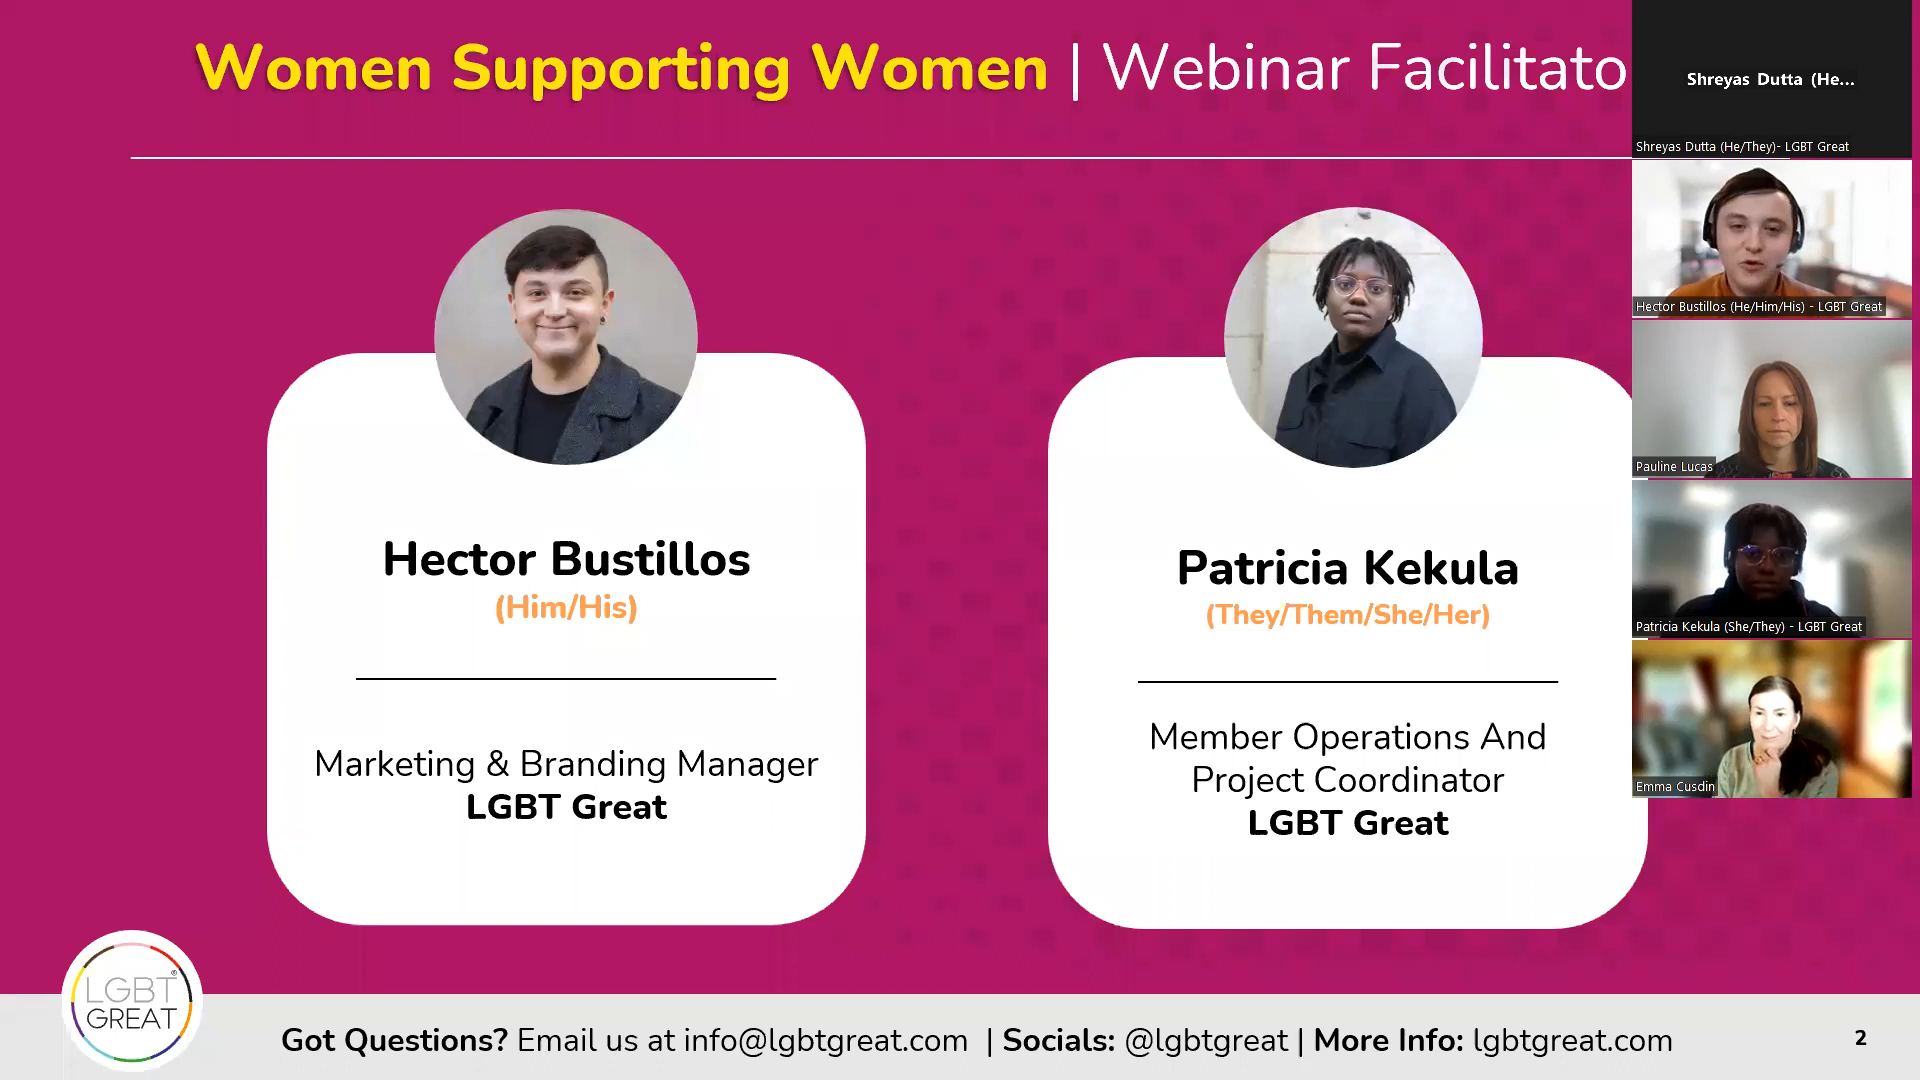 Women Supporting Women | Webinar Facilitato
Hector Bustillos
(Him/His)
Marketing & Branding Manager
LGBT Great
Patricia Kekula
(They/Them/She/Her)
Member Operations And
Project Coordinator
LGBT Great
Shreyas Dutta (He...
Shreyas Dutta (He/They)- LGBT Great
Hector Bustillos (He/Him/His) - LGBT Great
Pauline Lucas
Patricia Kekula (She/They) - LGBT Great
Emma Cusdin
LGBT®
GREAT
Got Questions? Email us at info@lgbtgreat.com | Socials: @lgbtgreat | More Info: lgbtgreat.com
2